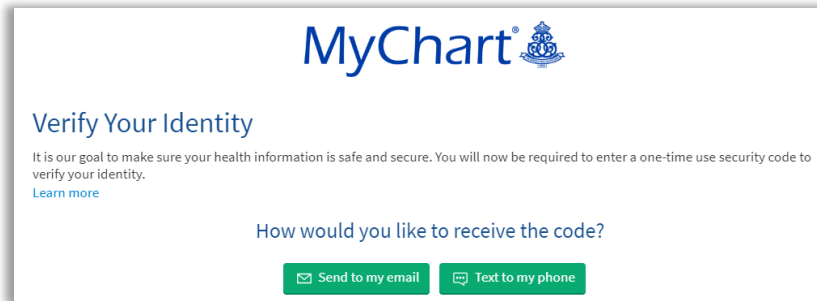 MyChart®
Verify Your Identity
It is our goal to make sure your health information is safe and secure. You will now be required to enter a one-time use security code to
verify your identity.
Learn more
How would you like to receive the code?
Send to my email Text to my phone